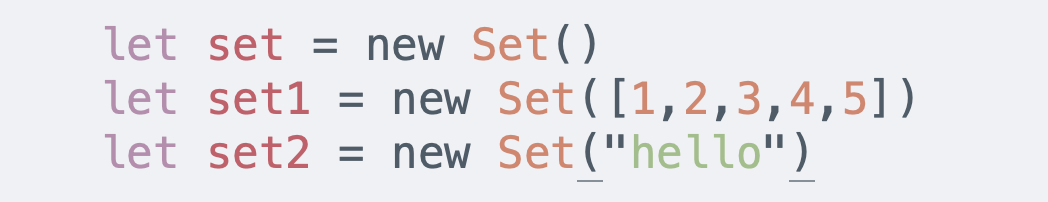 let set = new Set()
let set1 = new Set([1,2,3,4,5])
let set2 = new Set("hello")